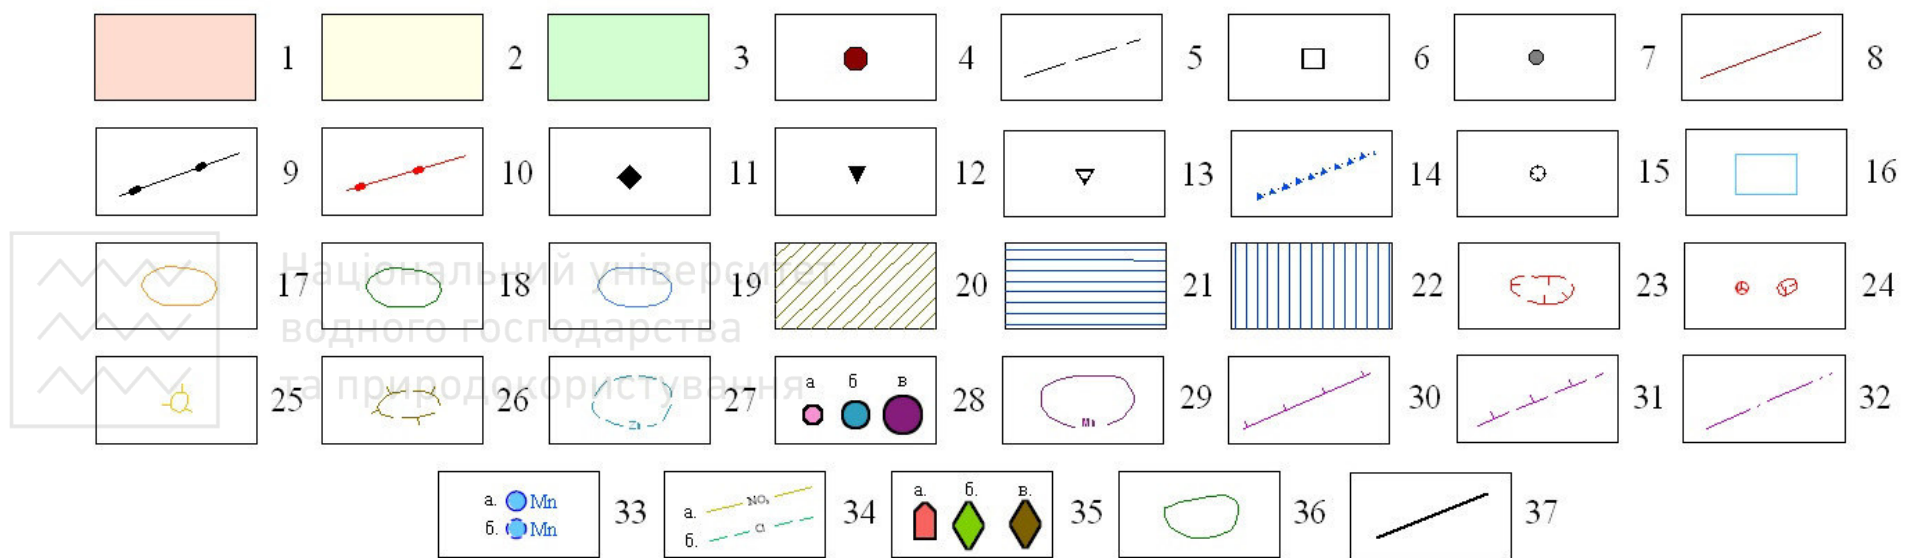 1 2 3 4 5 6 7 8
9 10 11 12 13 14 15 16
17 18 19 20 21 22 23 24
Національний університет
водного господарства
та природокористування
Zn а б в Mn
25 26 27 28 29 30 31 32
а. Mn
б. Mn
а. NO₃
б. Cl
а. б. в.
33 34 35 36 37